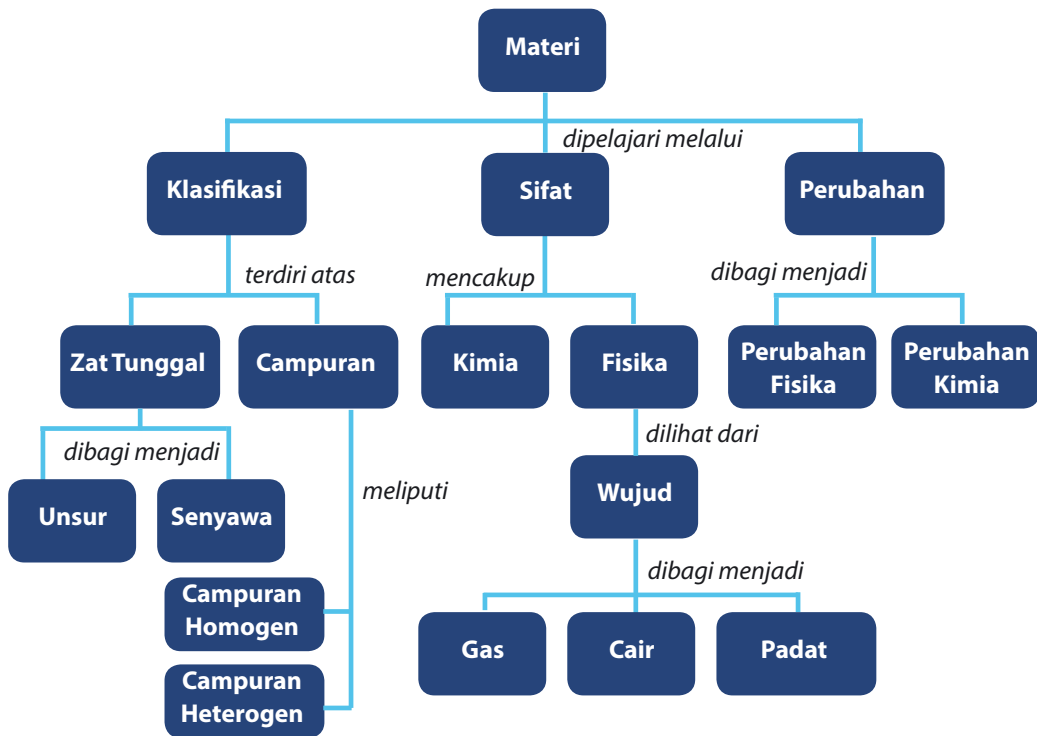 Materi
dipelajari melalui
Klasifikasi
Sifat
Perubahan
terdiri atas
mencakup
dibagi menjadi
Zat Tunggal
Campuran
Kimia
Fisika
Perubahan
Fisika
Perubahan
Kimia
dibagi menjadi
dilihat dari
Unsur
Senyawa
meliputi
Wujud
dibagi menjadi
Campuran
Homogen
Gas
Cair
Padat
Campuran
Heterogen